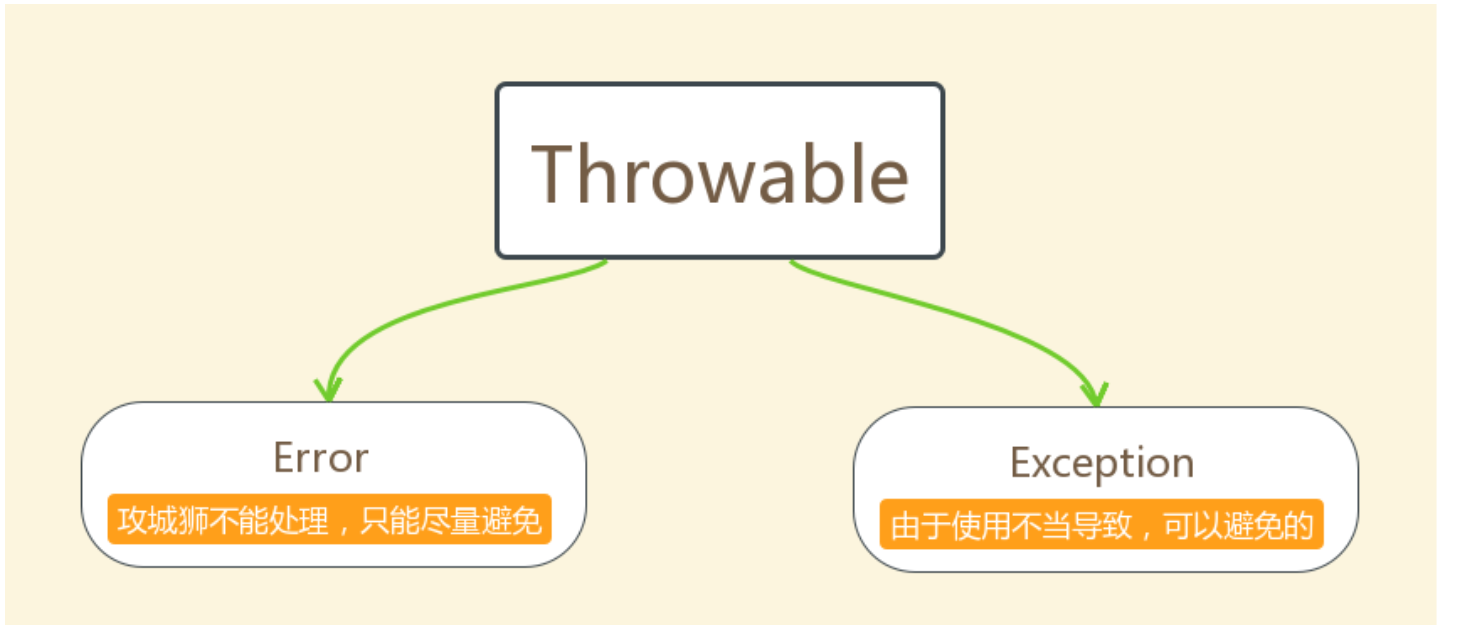 Throwable
Error
攻城狮不能处理，只能尽量避免
Exception
由于使用不当导致，可以避免的